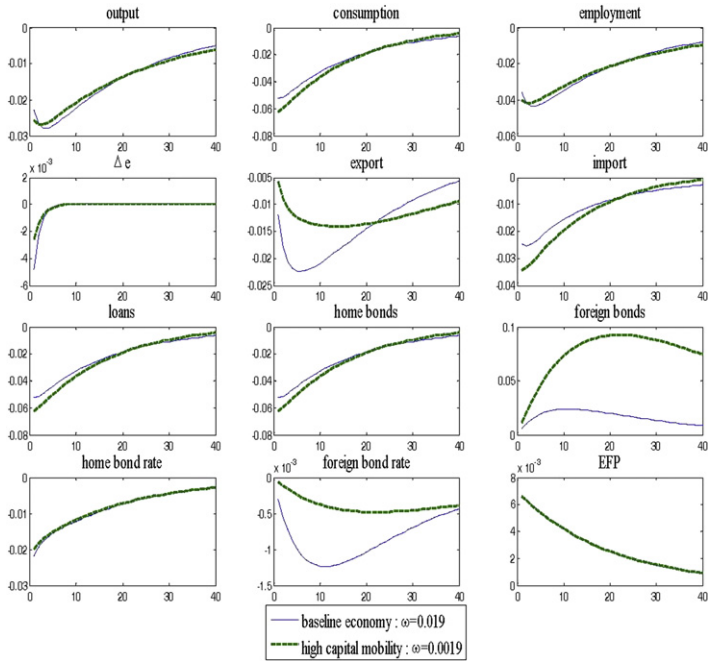 output consumption employment
0 0 0
-0.01 -0.02 -0.02
-0.04 -0.04
-0.02 -0.06 -0.06
-0.03 -0.08 -0.08
0 10 20 30 40 0 10 20 30 40 0 10 20 30 40
x 10^-3 Δe export import
2 -0.005 0
0 -0.01 -0.01
-2 -0.015 -0.02
-4 -0.02 -0.03
-6 -0.025 -0.04
0 10 20 30 40 0 10 20 30 40 0 10 20 30 40
loans home bonds foreign bonds
0 0 0.1
-0.02 -0.02
-0.04 -0.04 0.05
-0.06 -0.06
-0.08 -0.08 0
0 10 20 30 40 0 10 20 30 40 0 10 20 30 40
home bond rate x 10^-3 foreign bond rate x 10^-3 EFP
0 0 8
-0.01 -0.5 6
-0.02 -1 4
2
-0.03 -1.5 0
0 10 20 30 40 0 10 20 30 40 0 10 20 30 40
baseline economy : ω=0.019
high capital mobility : ω=0.0019